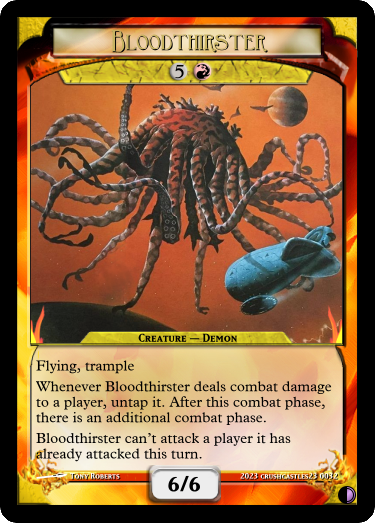 Bloodthirster
5
Creature — Demon
Flying, trample
Whenever Bloodthirster deals combat damage
to a player, untap it. After this combat phase,
there is an additional combat phase.
Bloodthirster can't attack a player it has
already attacked this turn.
Tony Roberts
2023 crushcastles23 0092
6/6